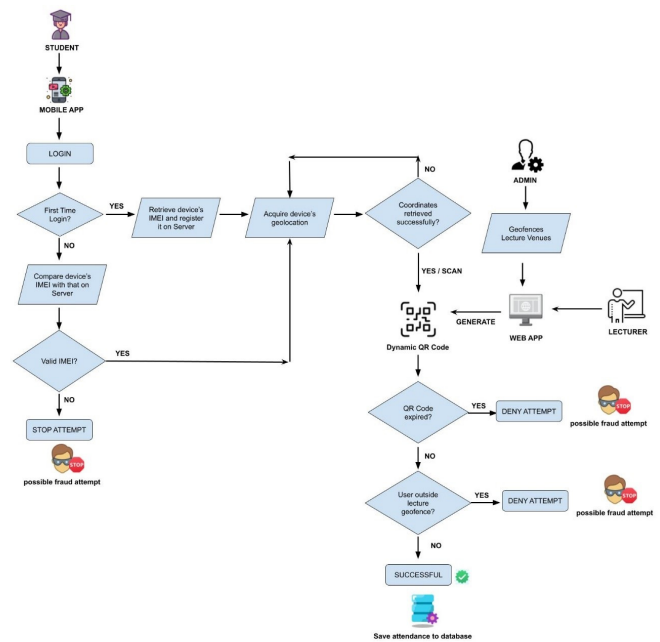 STUDENT
MOBILE APP
LOGIN
First Time
Login?
YES
NO
Retrieve device's
IMEI and register
it on Server
Acquire device's
geolocation
NO
Coordinates
retrieved
successfully?
YES / SCAN
ADMIN
Geofences
Lecture Venues
Compare device's
IMEI with that on
Server
Valid IMEI?
YES
NO
STOP ATTEMPT
STOP
possible fraud attempt
Dynamic QR Code
GENERATE
WEB APP
LECTURER
QR Code
expired?
YES
DENY ATTEMPT
STOP
possible fraud attempt
NO
User outside
lecture
geofence?
YES
DENY ATTEMPT
STOP
possible fraud attempt
NO
SUCCESSFUL
Save attendance to database